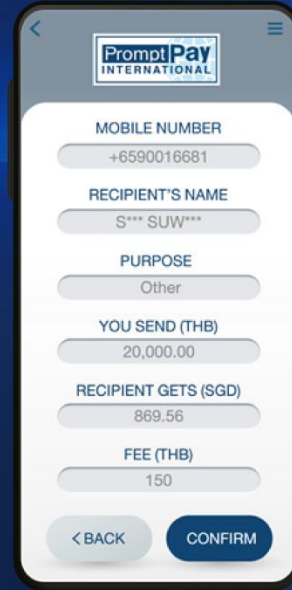 PromptPay
INTERNATIONAL
MOBILE NUMBER
+6590016681
RECIPIENT'S NAME
S*** SUW***
PURPOSE
Other
YOU SEND (THB)
20,000.00
RECIPIENT GETS (SGD)
869.56
FEE (THB)
150
< BACK
CONFIRM